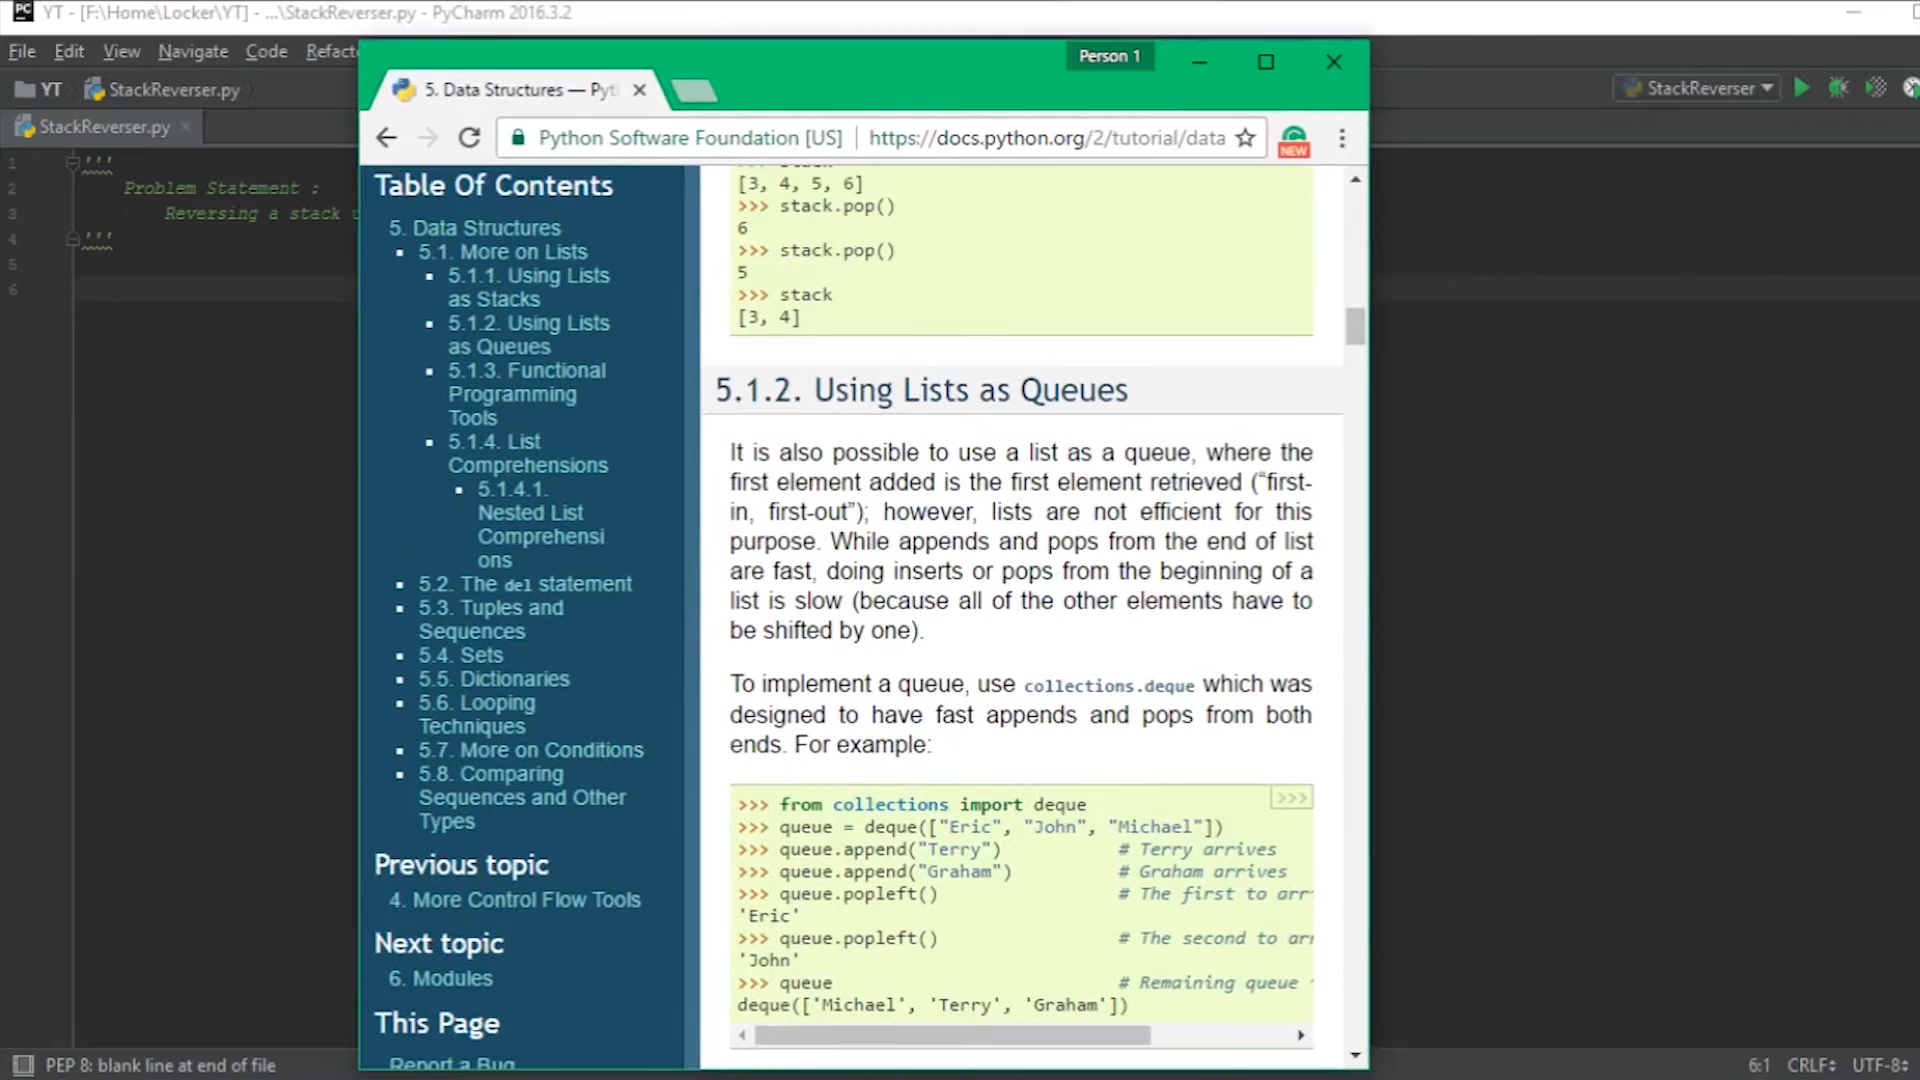 YT - [F:\Home\Locker\YT] - ...\StackReverser.py - PyCharm 2016.3.2
File Edit View Navigate Code
YT StackReverser.py
StackReverser
StackReverser.py
1 '''
2 Problem Statement :
3 Reversing a stack
4 '''
5
6
Person 1
5. Data Structures — Pyt
Python Software Foundation [US] https://docs.python.org/2/tutorial/data
NEW
Table Of Contents
5. Data Structures
5.1. More on Lists
5.1.1. Using Lists
as Stacks
5.1.2. Using Lists
as Queues
5.1.3. Functional
Programming
Tools
5.1.4. List
Comprehensions
5.1.4.1.
Nested List
Comprehensi
ons
5.2. The del statement
5.3. Tuples and
Sequences
5.4. Sets
5.5. Dictionaries
5.6. Looping
Techniques
5.7. More on Conditions
5.8. Comparing
Sequences and Other
Types
Previous topic
4. More Control Flow Tools
Next topic
6. Modules
This Page
Report a Bug
[3, 4, 5, 6]
>>> stack.pop()
6
>>> stack.pop()
5
>>> stack
[3, 4]
5.1.2. Using Lists as Queues
It is also possible to use a list as a queue, where the
first element added is the first element retrieved (“first-
in, first-out”); however, lists are not efficient for this
purpose. While appends and pops from the end of list
are fast, doing inserts or pops from the beginning of a
list is slow (because all of the other elements have to
be shifted by one).
To implement a queue, use collections.deque which was
designed to have fast appends and pops from both
ends. For example:
>>>
>>> from collections import deque
>>> queue = deque(["Eric", "John", "Michael"])
>>> queue.append("Terry") # Terry arrives
>>> queue.append("Graham") # Graham arrives
>>> queue.popleft() # The first to arr
'Eric'
>>> queue.popleft() # The second to arr
'John'
>>> queue # Remaining queue
deque(['Michael', 'Terry', 'Graham'])
PEP 8: blank line at end of file
6:1 CRLF UTF-8